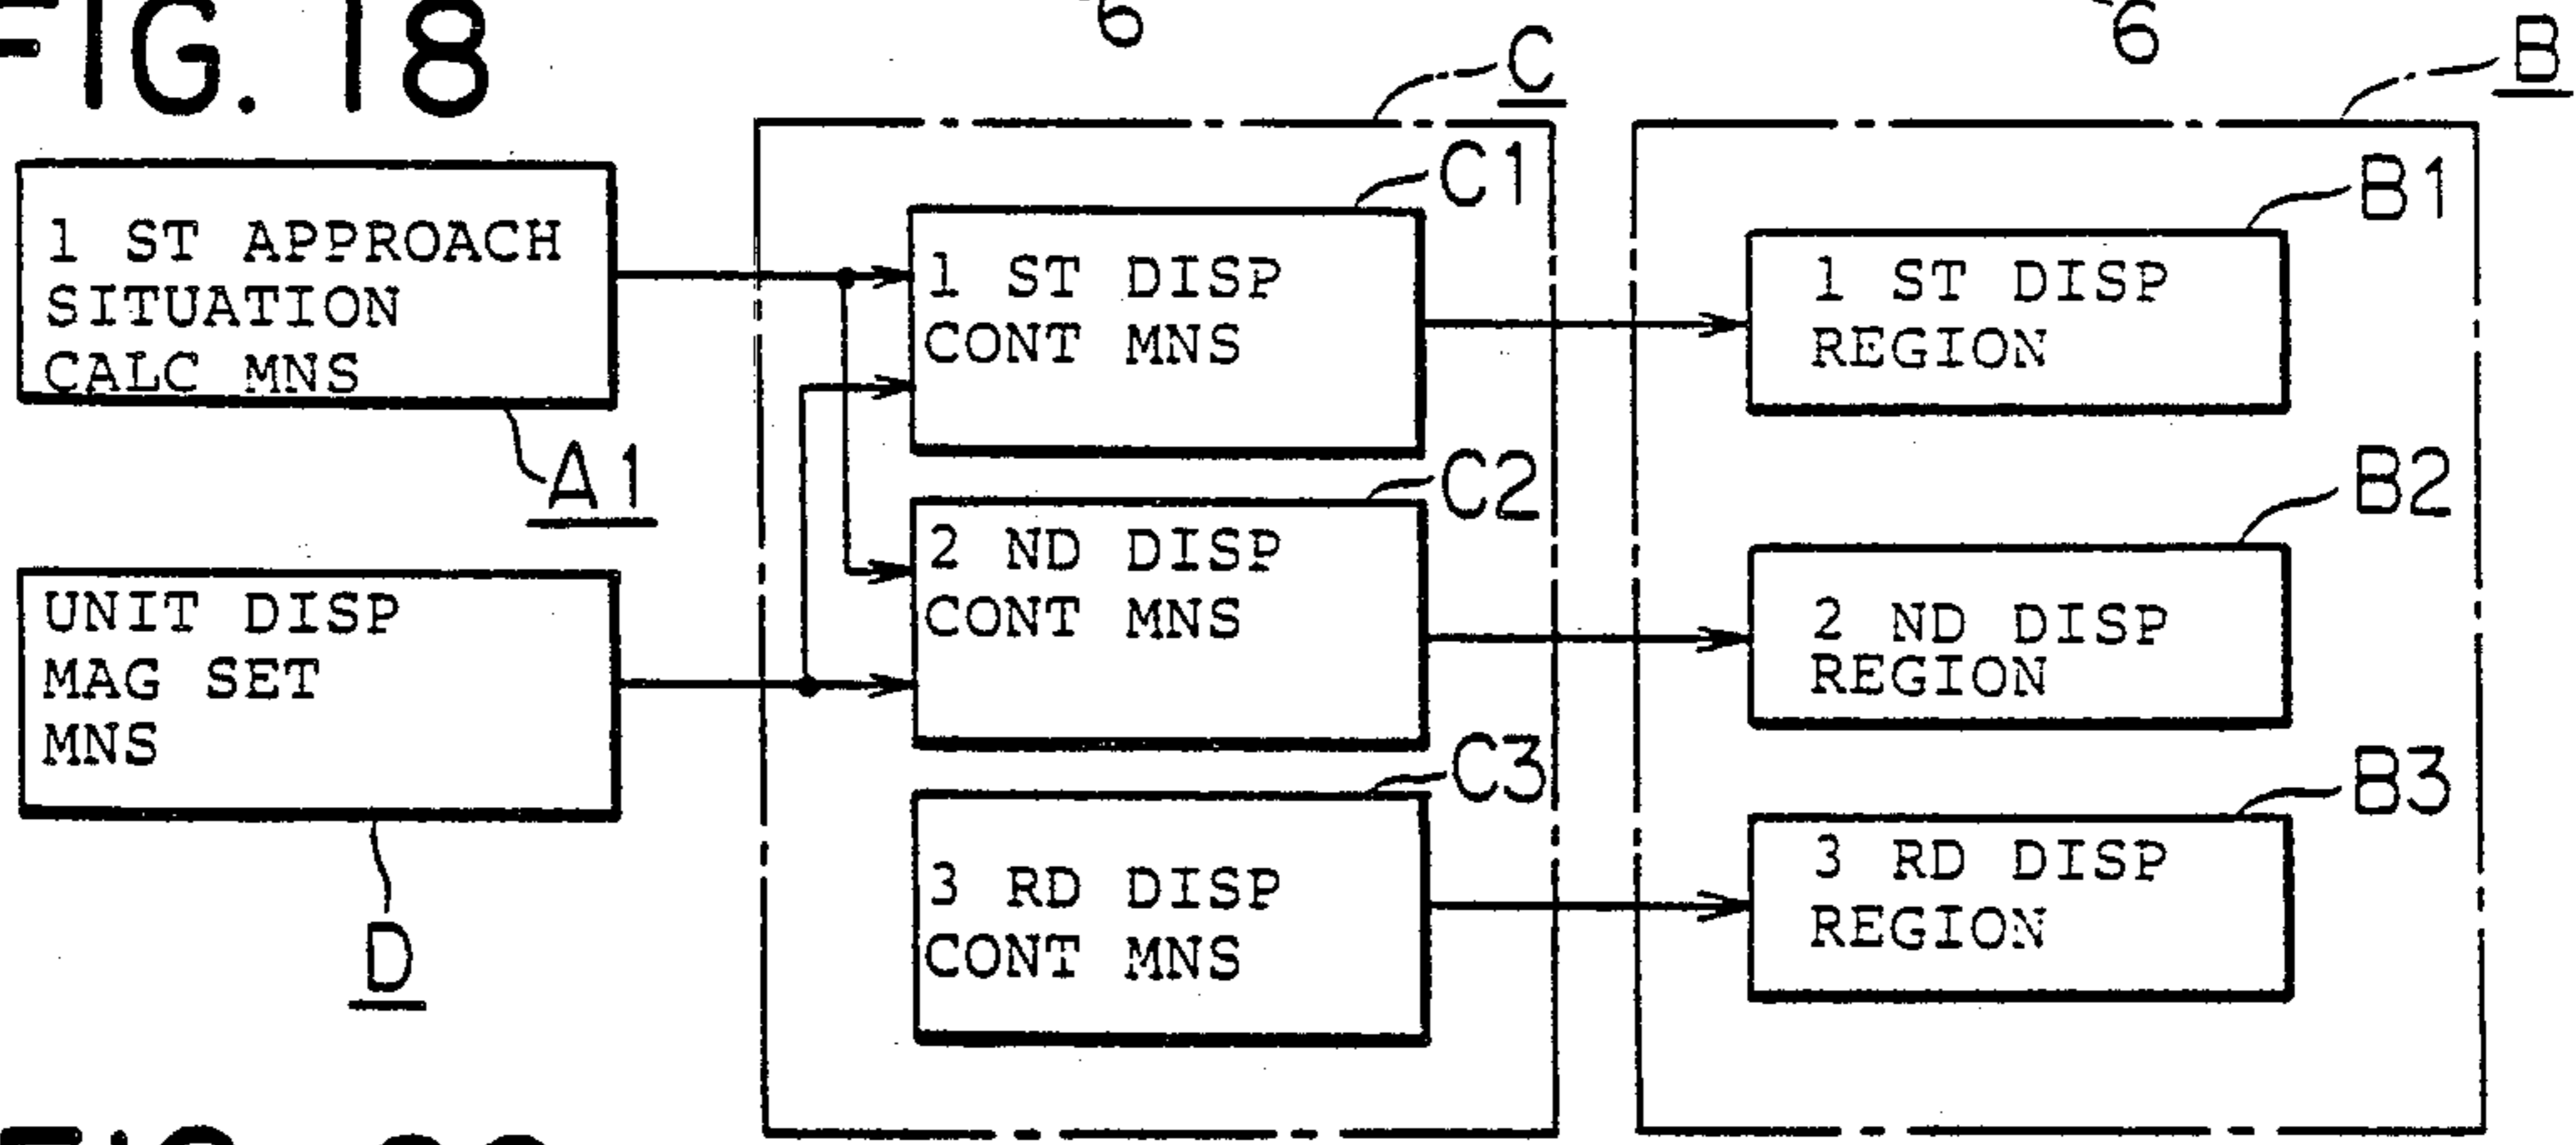 6
6
FIG. 18
C
B
1 ST APPROACH
SITUATION
CALC MNS
A1
UNIT DISP
MAG SET
MNS
D
C1
1 ST DISP
CONT MNS
C2
2 ND DISP
CONT MNS
C3
3 RD DISP
CONT MNS
B1
1 ST DISP
REGION
B2
2 ND DISP
REGION
B3
3 RD DISP
REGION